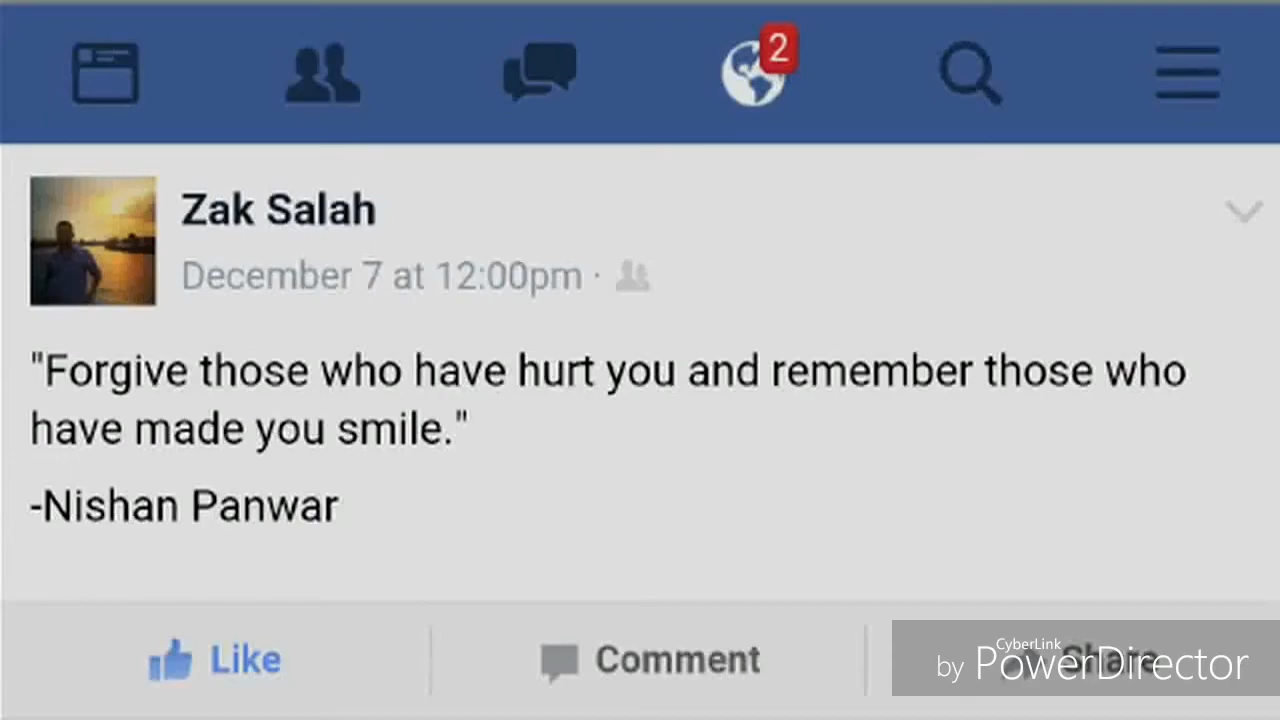 2
Zak Salah
December 7 at 12:00pm ·
"Forgive those who have hurt you and remember those who
have made you smile."
-Nishan Panwar
Like
Comment
Share
CyberLink
by PowerDirector